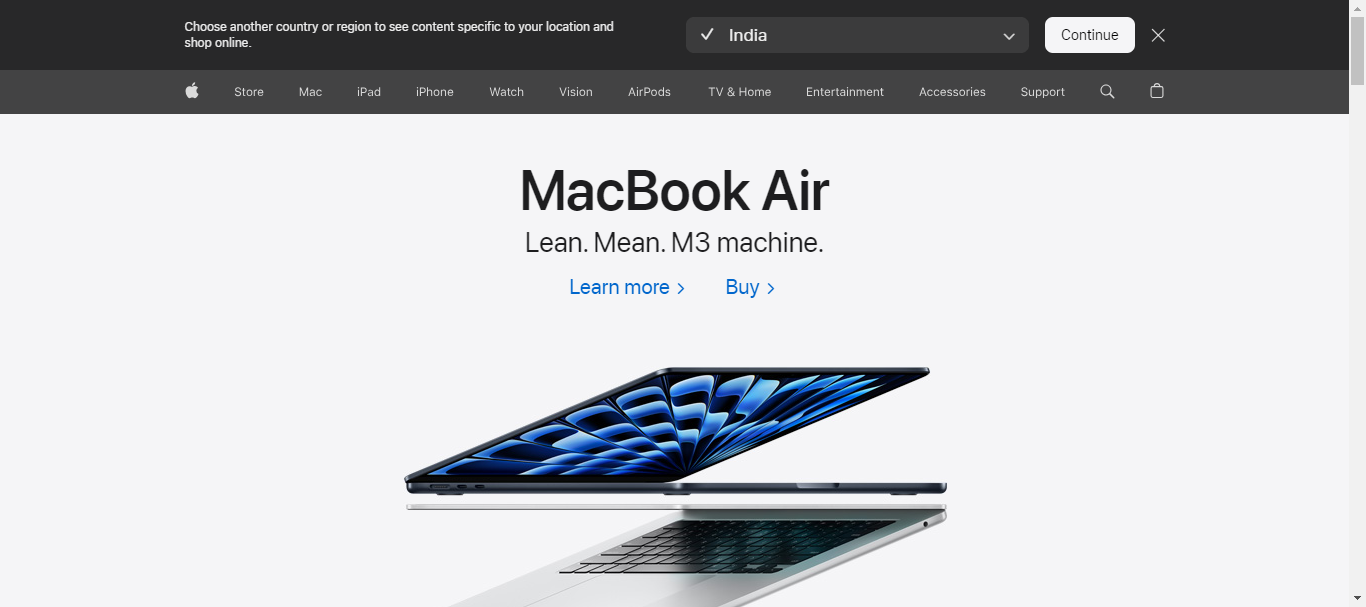 Choose another country or region to see content specific to your location and
shop online.
India
Continue
Store Mac iPad iPhone Watch Vision AirPods TV & Home Entertainment Accessories Support
MacBook Air
Lean. Mean. M3 machine.
Learn more > Buy >